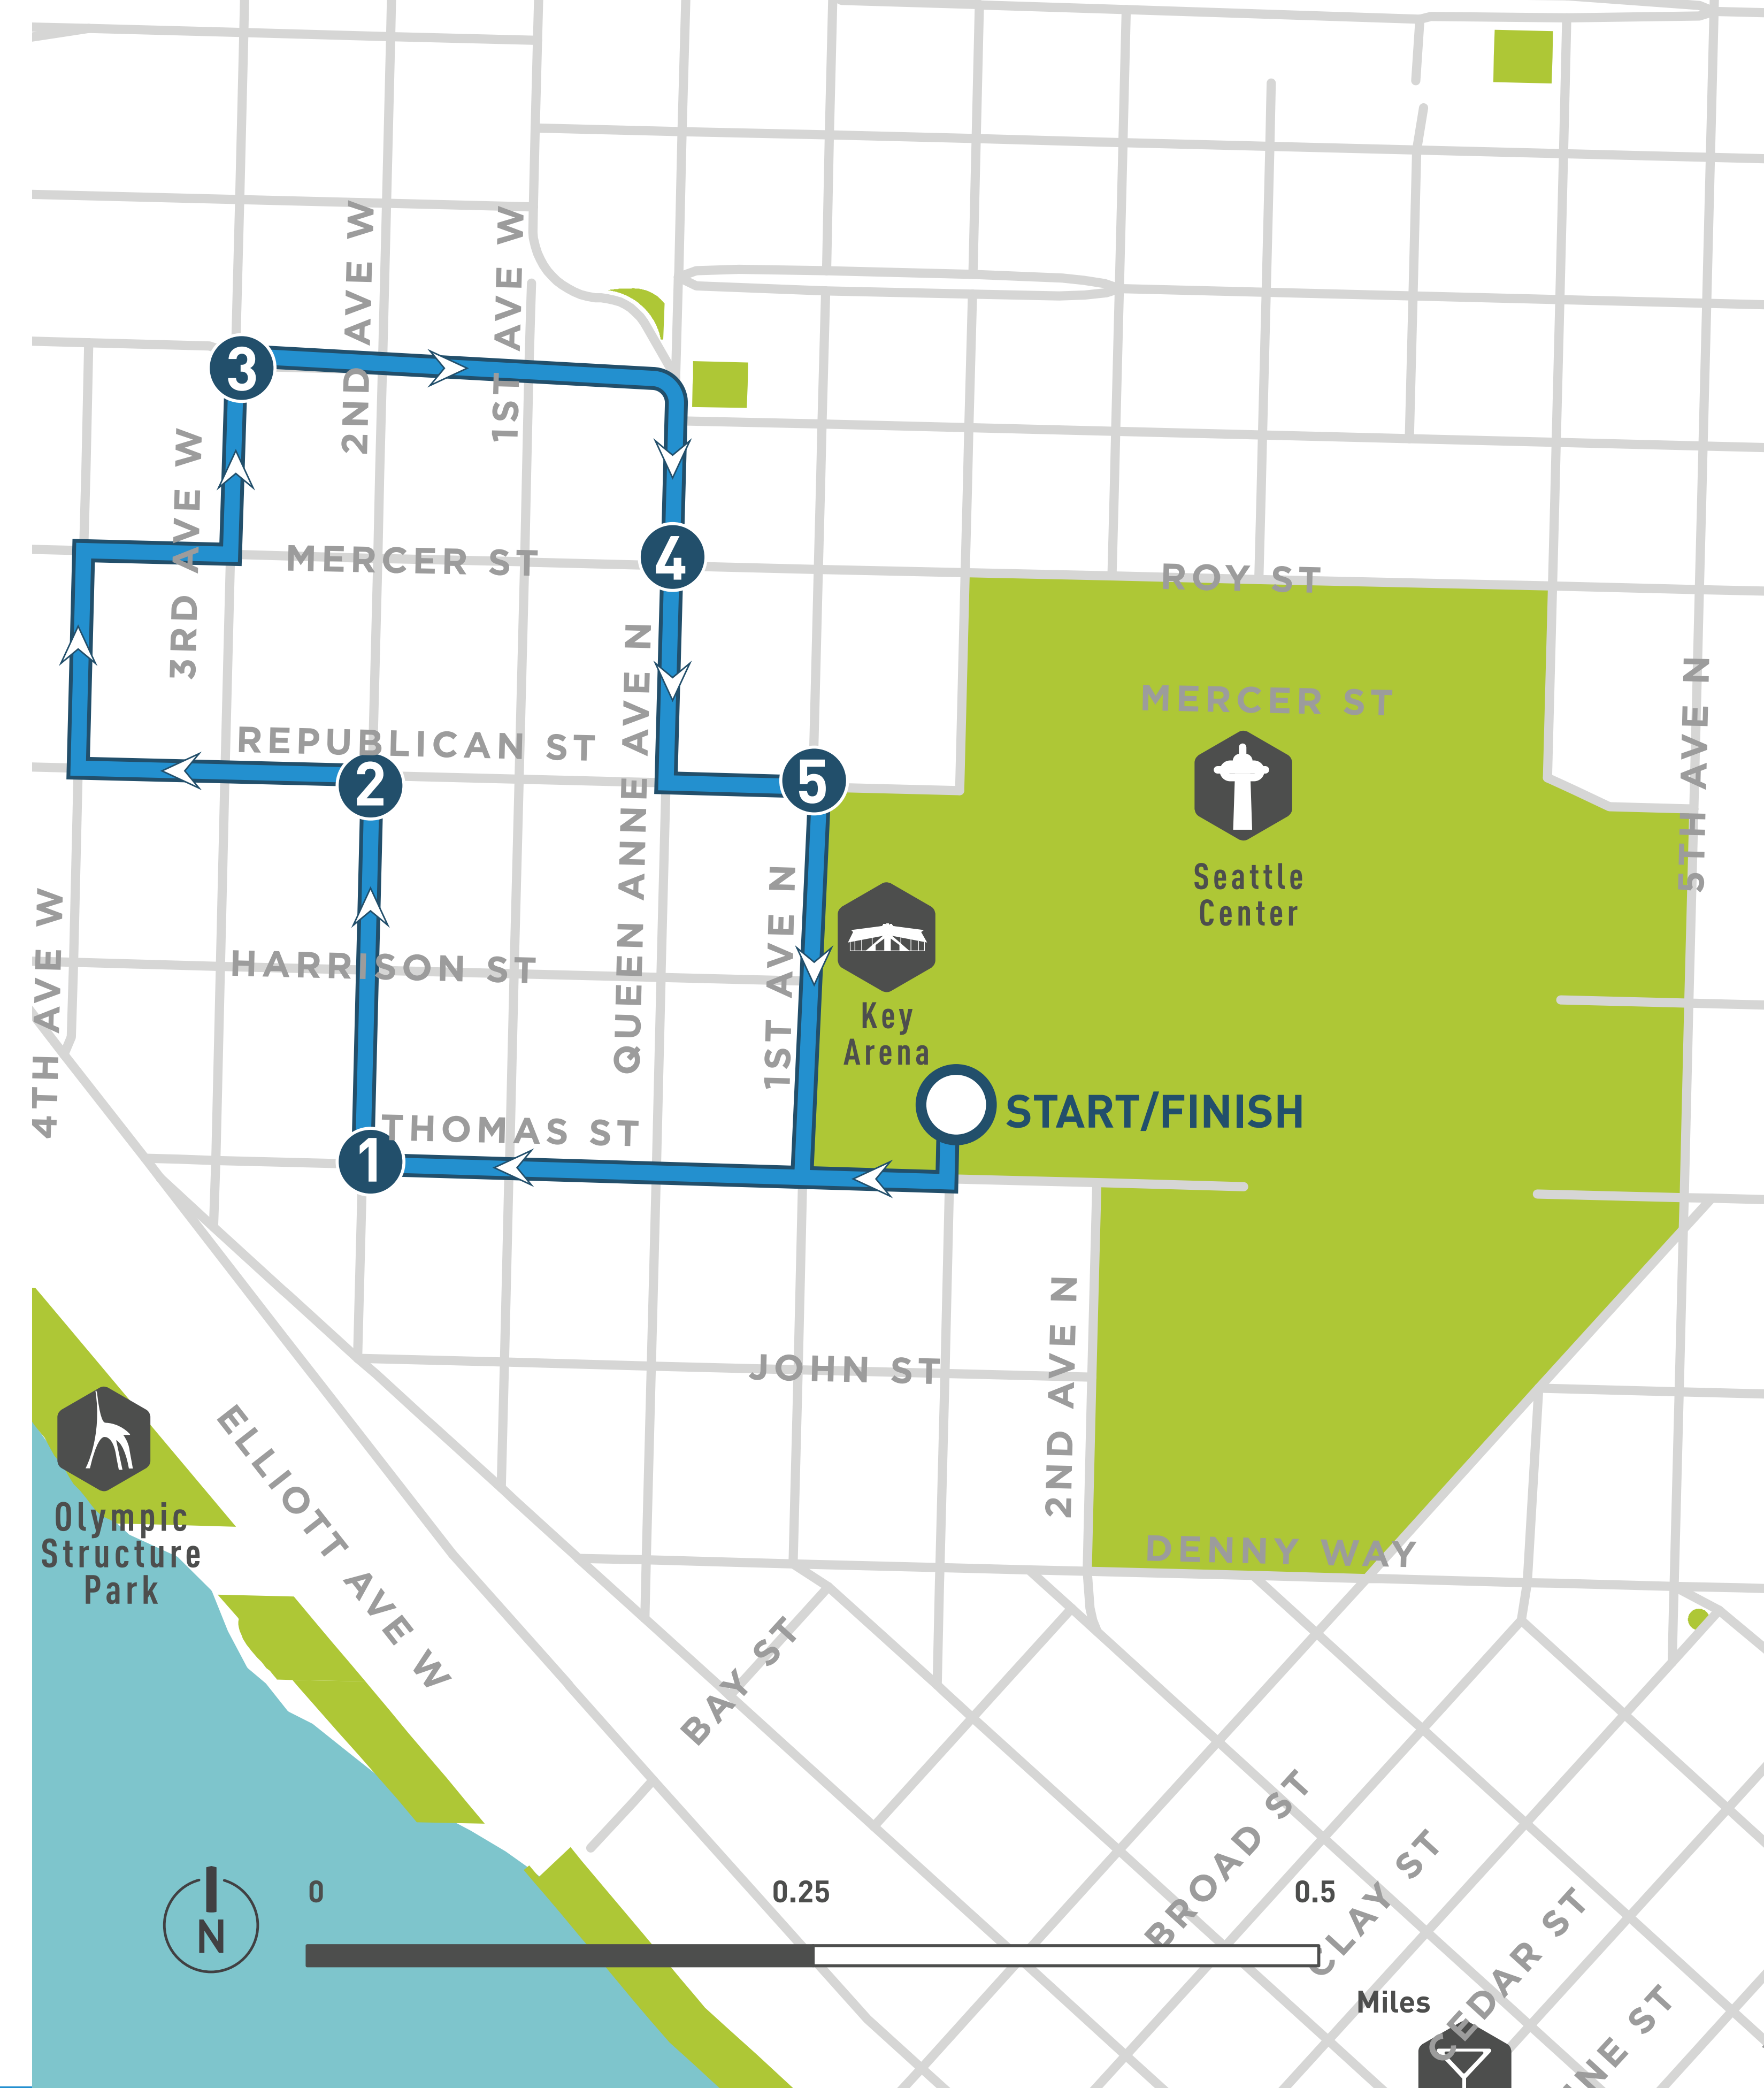 2ND AVE W
1ST AVE W
3
3RD AVE W
MERCER ST
4
ROY ST
MERCER ST
5TH AVE N
QUEEN ANNE AVE N
REPUBLICAN ST
2
5
Seattle
Center
4TH AVE W
HARRISON ST
1ST AVE N
Key
Arena
START/FINISH
THOMAS ST
1
JOHN ST
2ND AVE N
ELLIOTT AVE W
Olympic
Structure
Park
DENNY WAY
BAY ST
BROAD ST
CLAY ST
CEDAR ST
NE ST
N
0
0.25
0.5
Miles